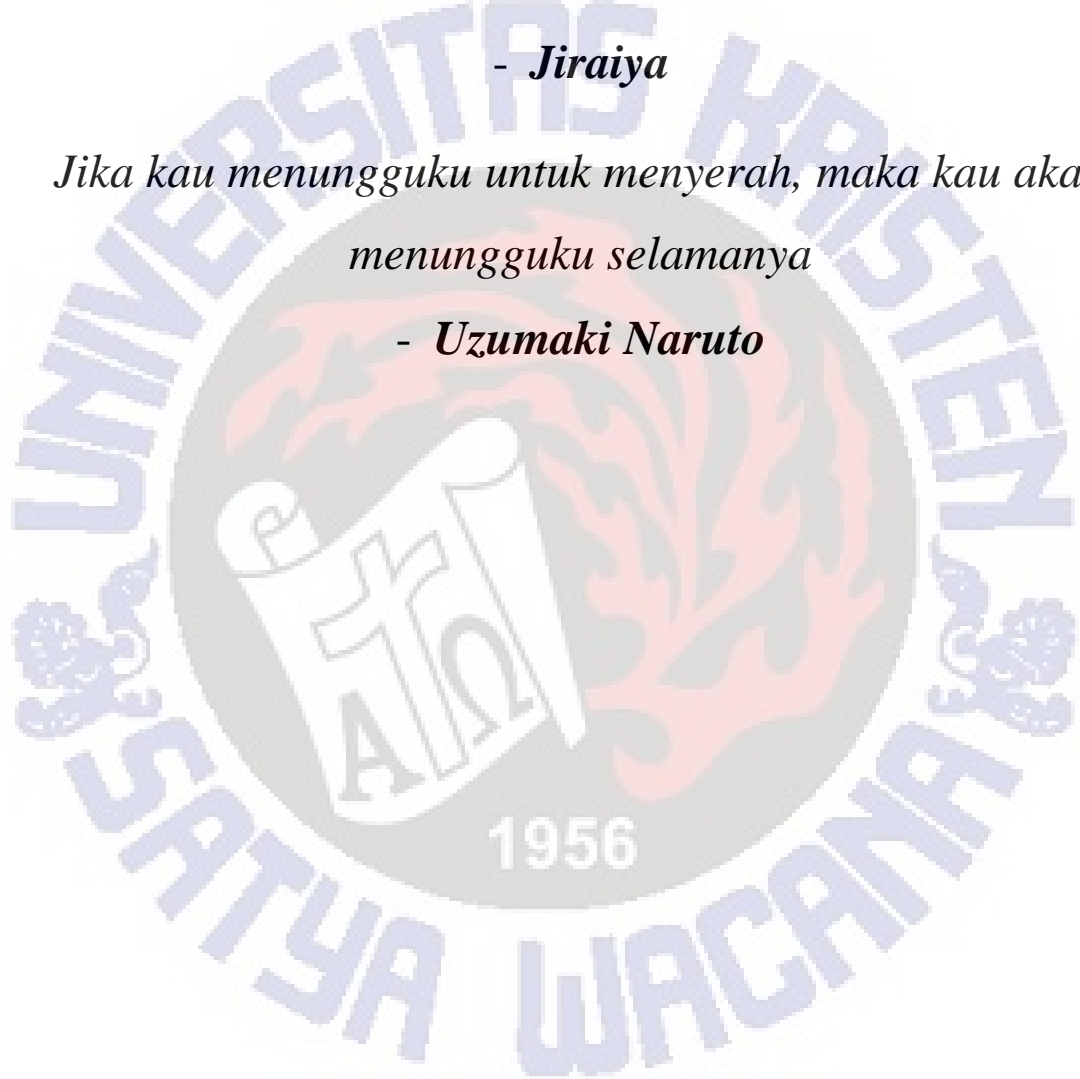 - Jiraiya
Jika kau menungguku untuk menyerah, maka kau aka
menungguku selamanya
- Uzumaki Naruto
UNIVERSITAS KRISTEN
SATYA WACANA
A Ω
1956